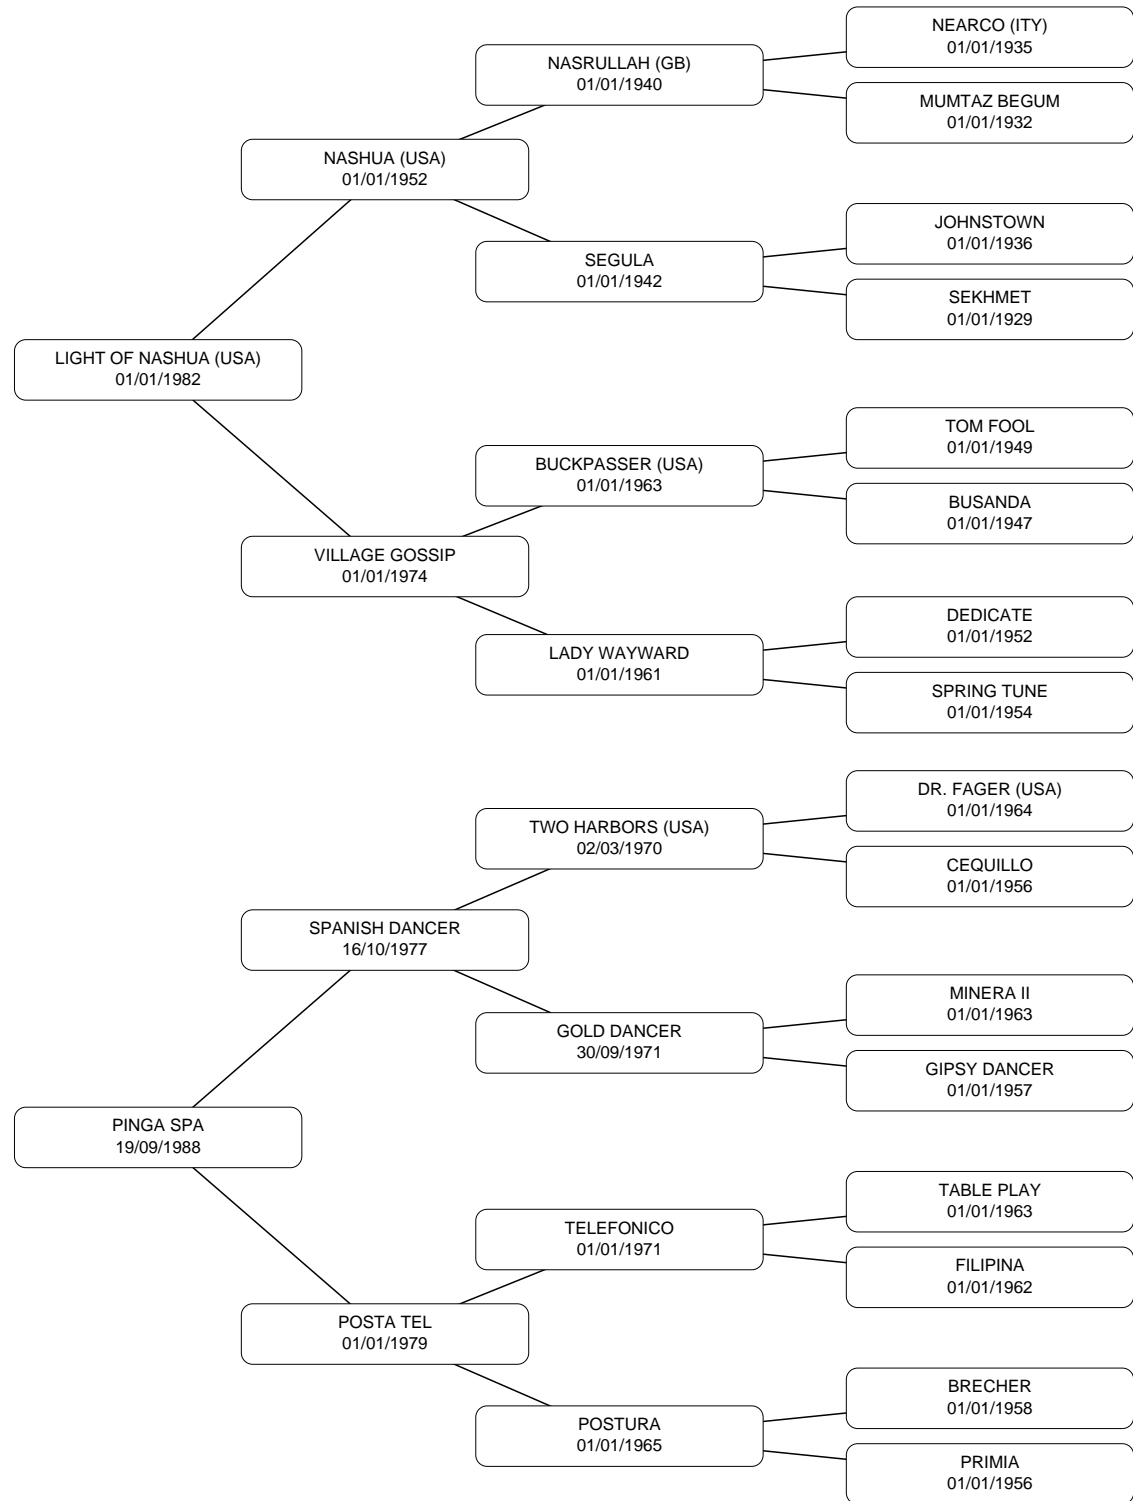 NEARCO (ITY)
01/01/1935
NASRULLAH (GB)
01/01/1940
MUMTAZ BEGUM
01/01/1932
NASHUA (USA)
01/01/1952
JOHNSTOWN
01/01/1936
SEGULA
01/01/1942
SEKHMET
01/01/1929
LIGHT OF NASHUA (USA)
01/01/1982
TOM FOOL
01/01/1949
BUCKPASSER (USA)
01/01/1963
BUSANDA
01/01/1947
VILLAGE GOSSIP
01/01/1974
DEDICATE
01/01/1952
LADY WAYWARD
01/01/1961
SPRING TUNE
01/01/1954
DR. FAGER (USA)
01/01/1964
TWO HARBORS (USA)
02/03/1970
CEQUILLO
01/01/1956
SPANISH DANCER
16/10/1977
MINERA II
01/01/1963
GOLD DANCER
30/09/1971
GIPSY DANCER
01/01/1957
PINGA SPA
19/09/1988
TABLE PLAY
01/01/1963
TELEFONICO
01/01/1971
FILIPINA
01/01/1962
POSTA TEL
01/01/1979
BRECHER
01/01/1958
POSTURA
01/01/1965
PRIMIA
01/01/1956